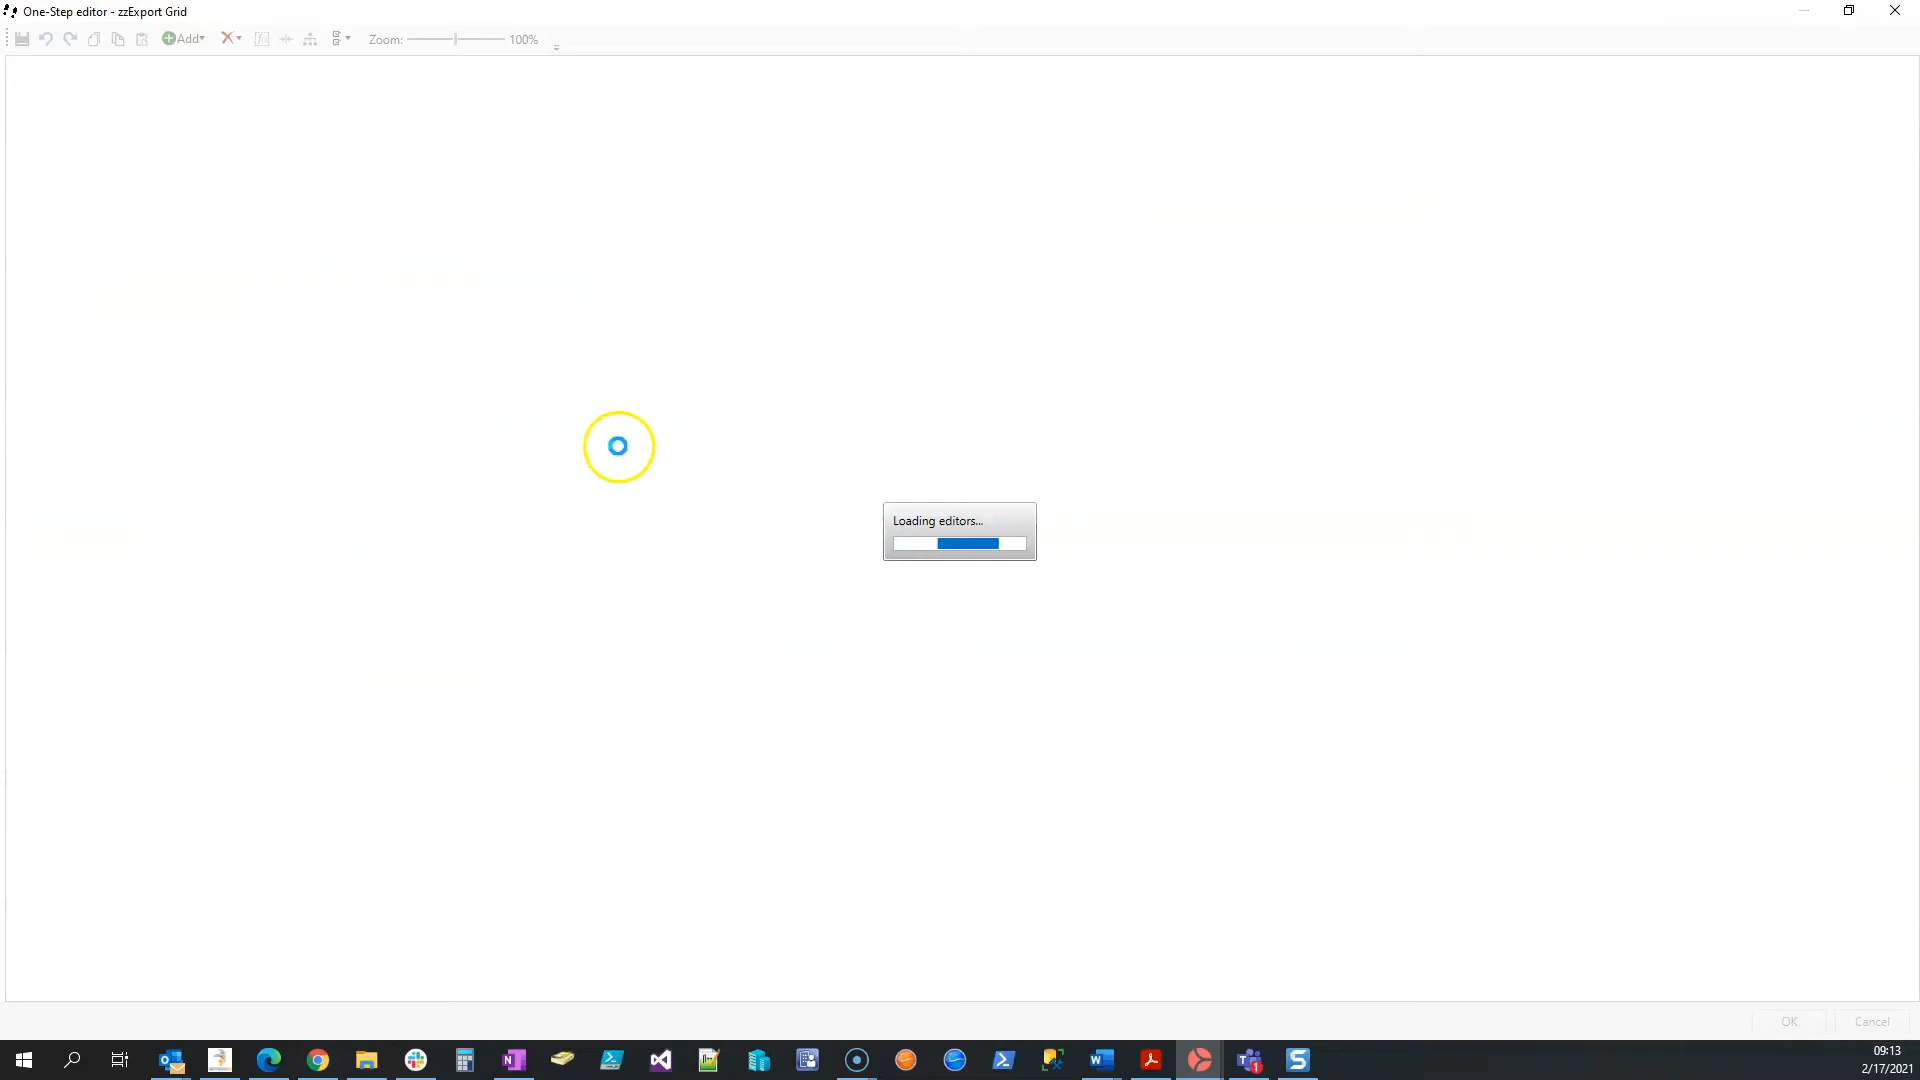 One-Step editor - zzExport Grid
Add
Zoom: 100%
Loading editors...
OK Cancel
09:13
2/17/2021